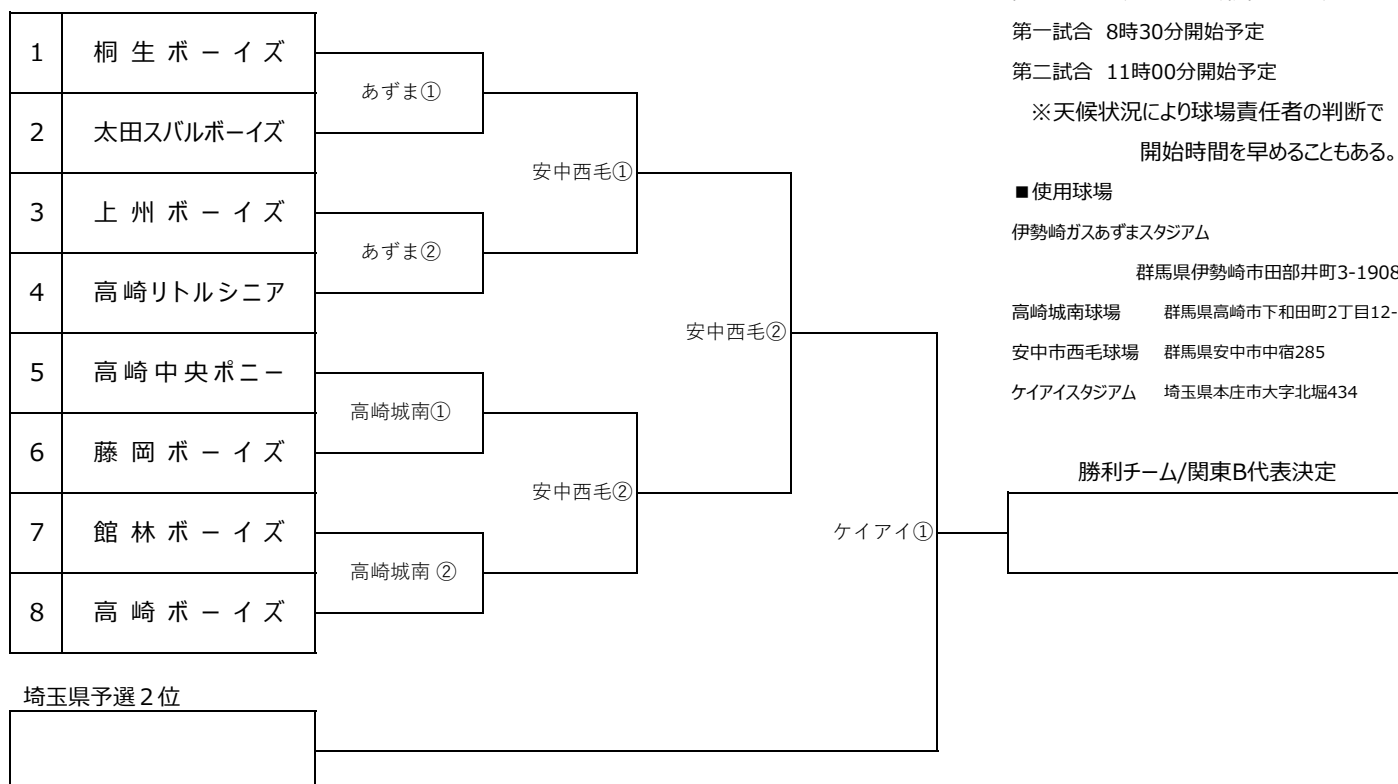 1 桐生ボーイズ
2 太田スバルボーイズ
3 上州ボーイズ
4 高崎リトルシニア
5 高崎中央ポニー
6 藤岡ボーイズ
7 館林ボーイズ
8 高崎ボーイズ
あずま①
あずま②
高崎城南①
高崎城南 ②
安中西毛①
安中西毛②
安中西毛②
ケイアイ①
埼玉県予選２位
第一試合 8時30分開始予定
第二試合 11時00分開始予定
※天候状況により球場責任者の判断で
開始時間を早めることもある。
■使用球場
伊勢崎ガスあずまスタジアム
群馬県伊勢崎市田部井町3-1908
高崎城南球場 群馬県高崎市下和田町2丁目12-
安中市西毛球場 群馬県安中市中宿285
ケイアイスタジアム 埼玉県本庄市大字北堀434
勝利チーム/関東B代表決定